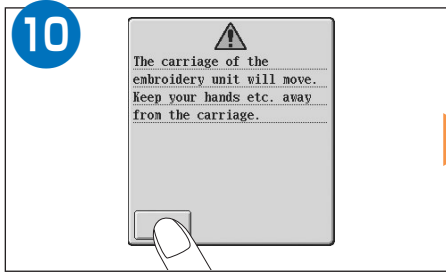 10
The carriage of the
embroidery unit will move.
Keep your hands etc. away
from the carriage.